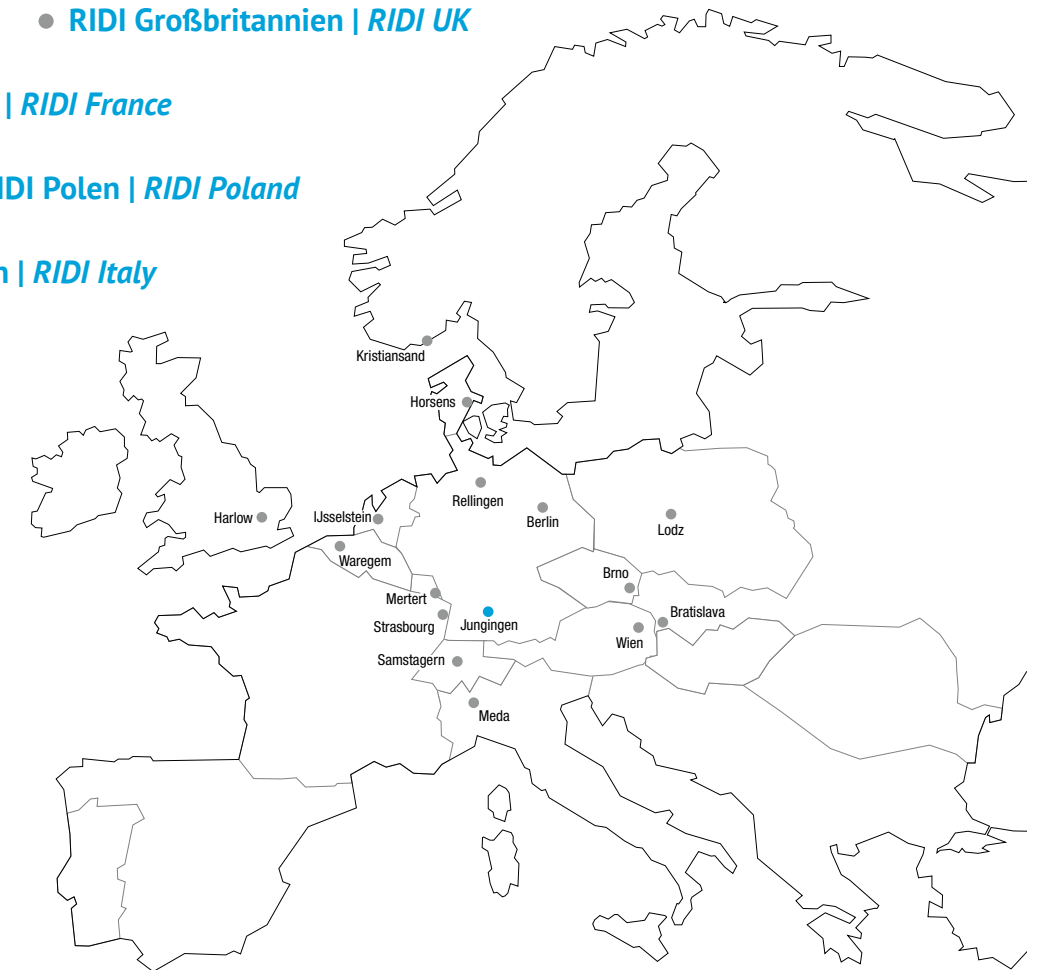 RIDI Großbritannien | RIDI UK
| RIDI France
RIDI Polen | RIDI Poland
| RIDI Italy
Kristiansand
Horsens
Rellingen
Harlow
IJsselstein
Berlin
Lodz
Waregem
Brno
Mertert
Bratislava
Strasbourg
Jungingen
Wien
Samstagern
Meda